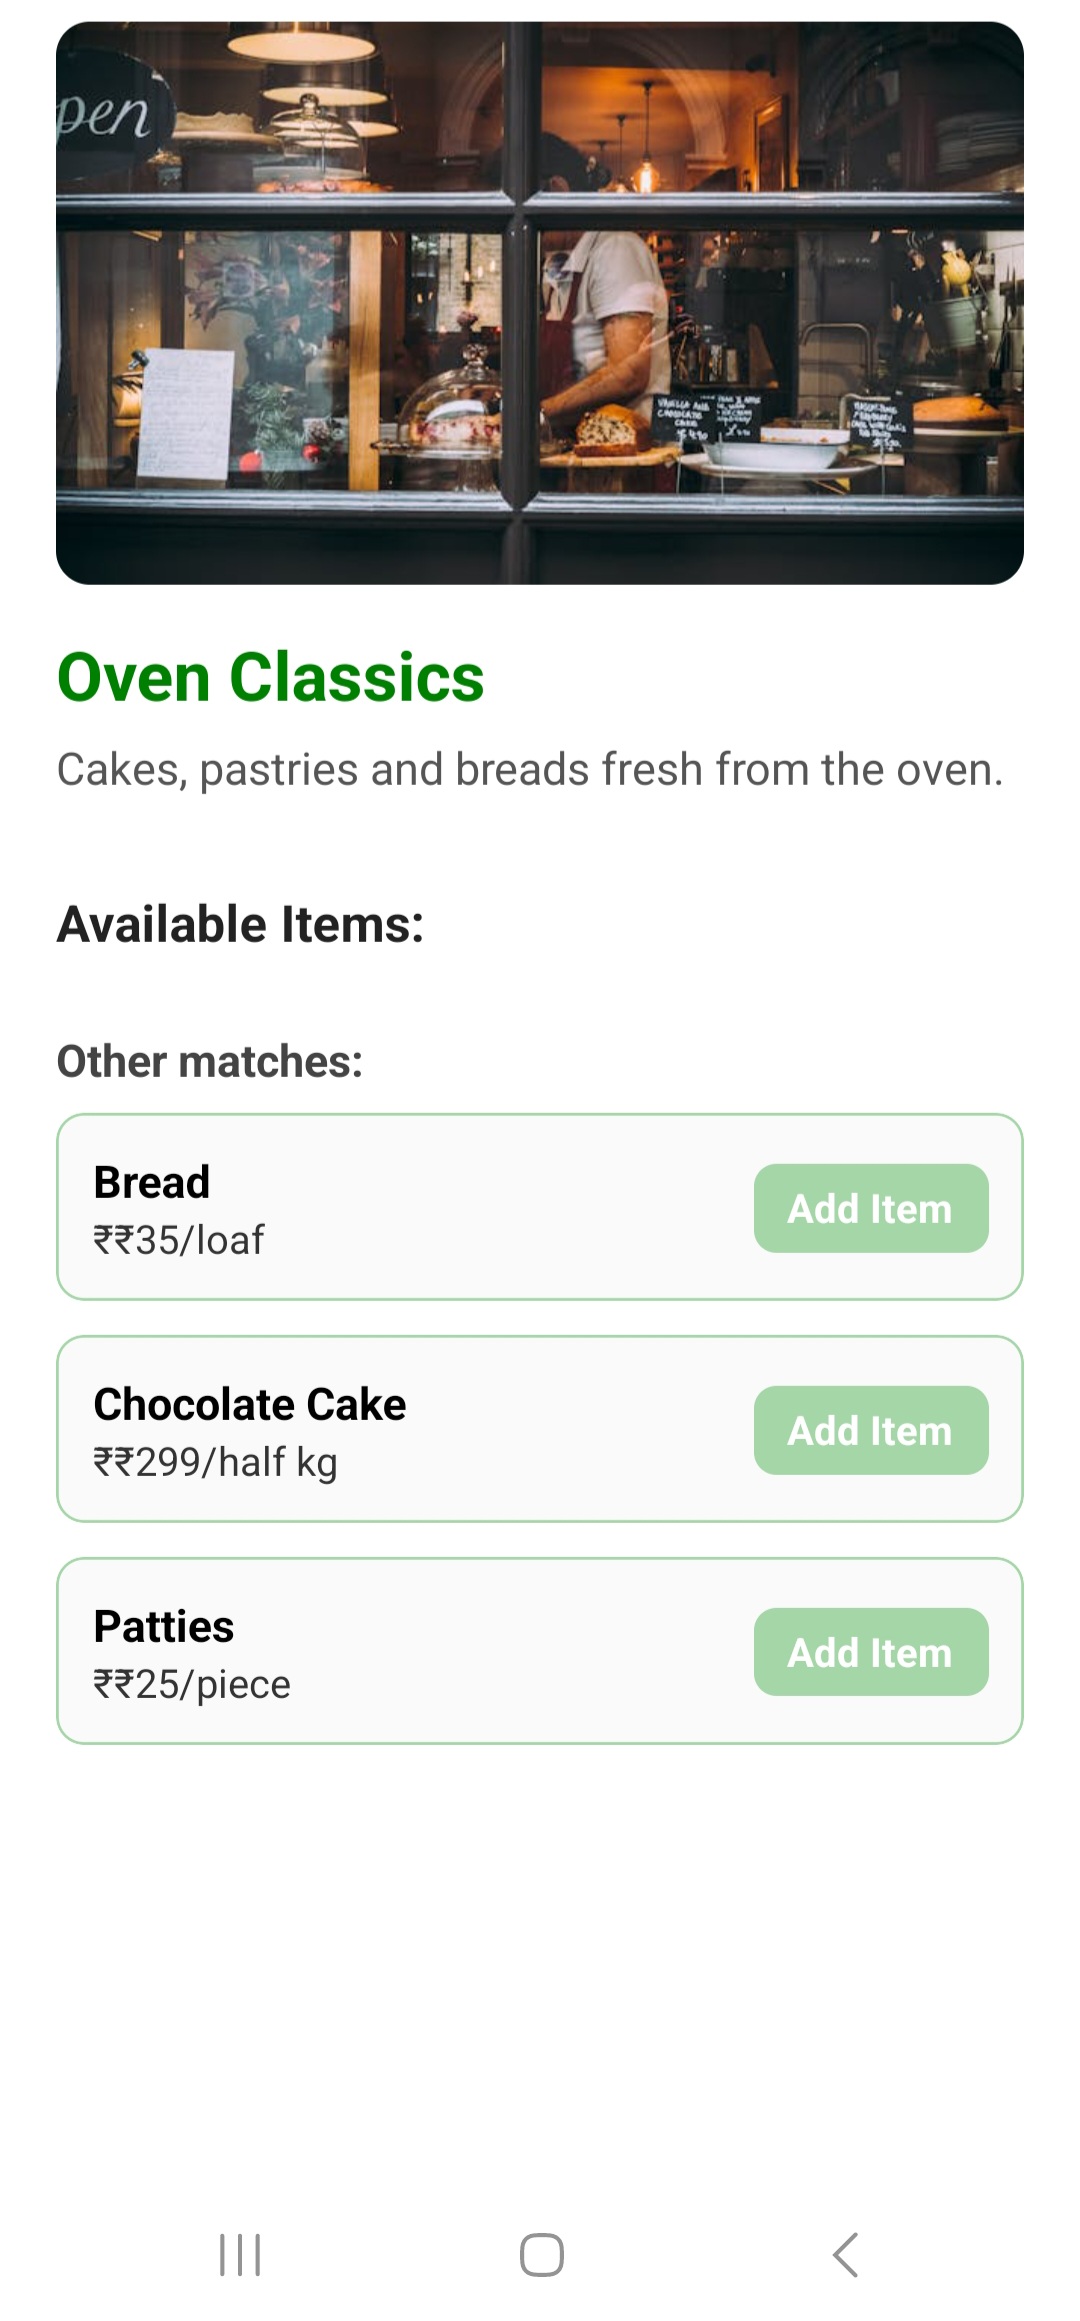 pen
Oven Classics
Cakes, pastries and breads fresh from the oven.
Available Items:
Other matches:
Bread
₹₹35/loaf
Add Item
Chocolate Cake
₹₹299/half kg
Add Item
Patties
₹₹25/piece
Add Item